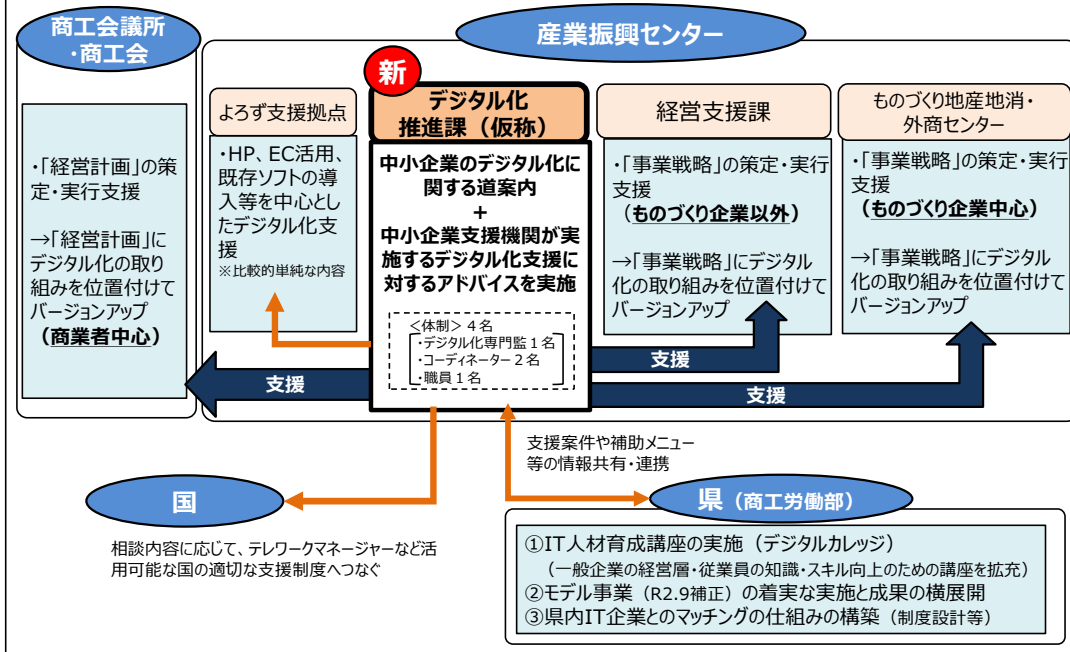 商工会議所
・商工会
・「経営計画」の策
定・実行支援
→「経営計画」に
デジタル化の取り
組みを位置付けて
バージョンアップ
(商業者中心)
産業振興センター
よろず支援拠点
・HP、EC活用、
既存ソフトの導
入等を中心とし
たデジタル化支
援
※比較的単純な内容
新
デジタル化
推進課（仮称）
中小企業のデジタル化に
関する道案内
+
中小企業支援機関が実
施するデジタル化支援に
対するアドバイスを実施
＜体制＞４名
・デジタル化専門監１名
・コーディネーター２名
・職員１名
経営支援課
・「事業戦略」の策定・実行
支援
（ものづくり企業以外）
→「事業戦略」にデジタル
化の取り組みを位置付けて
バージョンアップ
ものづくり地産地消・
外商センター
・「事業戦略」の策定・実行
支援
（ものづくり企業中心）
→「事業戦略」にデジタル
化の取り組みを位置付けて
バージョンアップ
支援
支援
支援
支援案件や補助メニュー
等の情報共有・連携
国
相談内容に応じて、テレワークマネージャーなど活
用可能な国の適切な支援制度へつなぐ
県（商工労働部）
①IT人材育成講座の実施（デジタルカレッジ）
（一般企業の経営層・従業員の知識・スキル向上のための講座を拡充）
②モデル事業（R2.9補正）の着実な実施と成果の横展開
③県内IT企業とのマッチングの仕組みの構築（制度設計等）